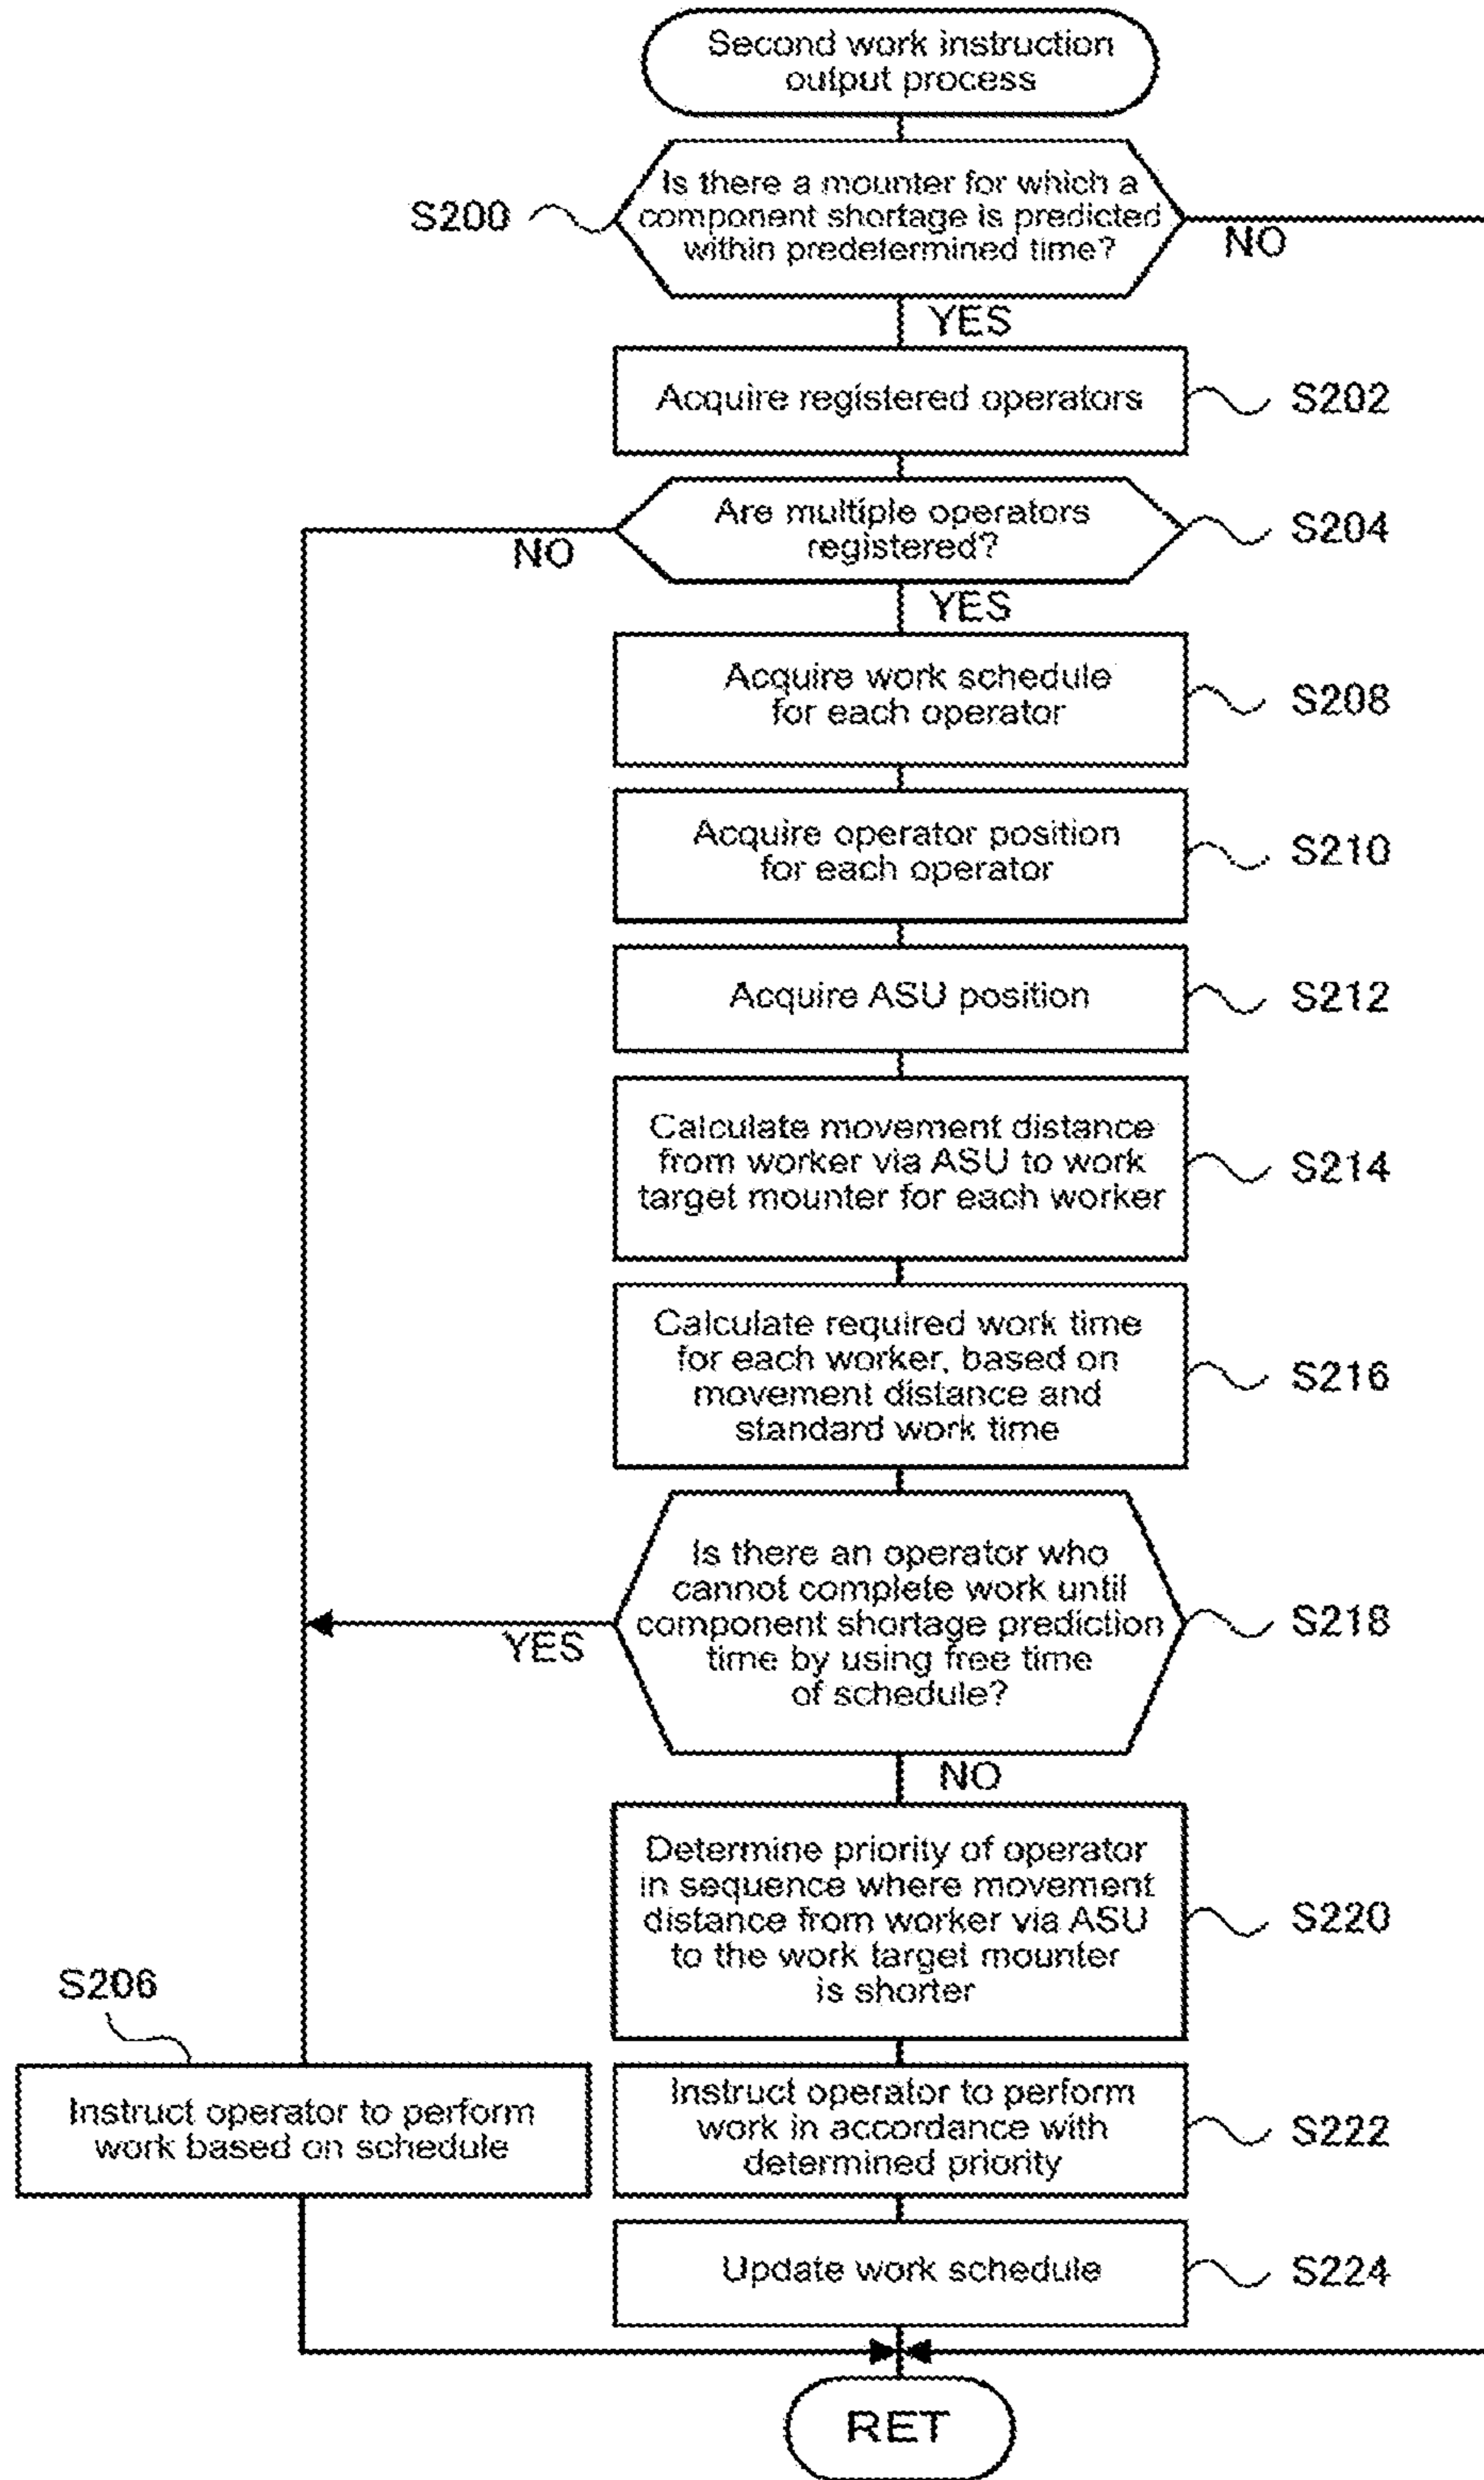 Second work instruction
output process
S200
Is there a mounter for which a
component shortage is predicted
within predetermined time?
NO
YES
Acquire registered operators
S202
Are multiple operators
registered?
S204
NO
YES
Acquire work schedule
for each operator
S208
Acquire operator position
for each operator
S210
Acquire ASU position
S212
Calculate movement distance
from worker via ASU to work
target mounter for each worker
S214
Calculate required work time
for each worker, based on
movement distance and
standard work time
S216
Is there an operator who
cannot complete work until
component shortage prediction
time by using free time
of schedule?
S218
YES
NO
Determine priority of operator
in sequence where movement
distance from worker via ASU
to the work target mounter
is shorter
S220
S206
Instruct operator to perform
work based on schedule
Instruct operator to perform
work in accordance with
determined priority
S222
Update work schedule
S224
RET